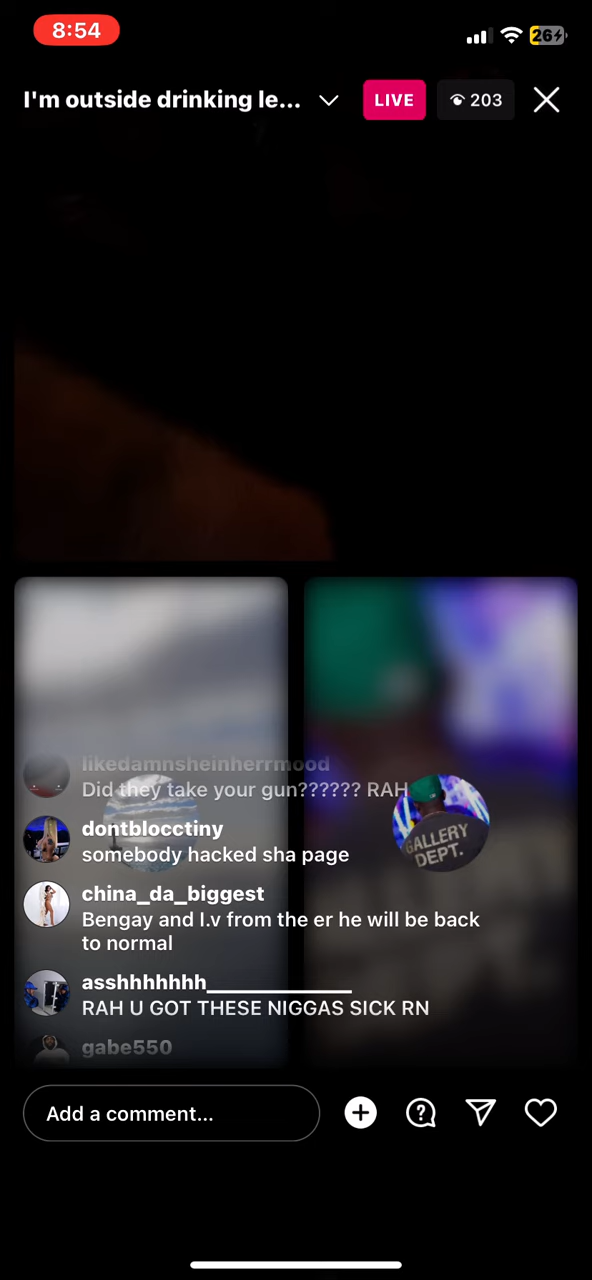 8:54
26
I'm outside drinking le...
LIVE
203
likedamnsheinherrmood
Did they take your gun?????? RAH
dontblocctiny
somebody hacked sha page
GALLERY
DEPT.
china_da_biggest
Bengay and I.v from the er he will be back
to normal
asshhhhhhh______________
RAH U GOT THESE NIGGAS SICK RN
gabe550
Add a comment...